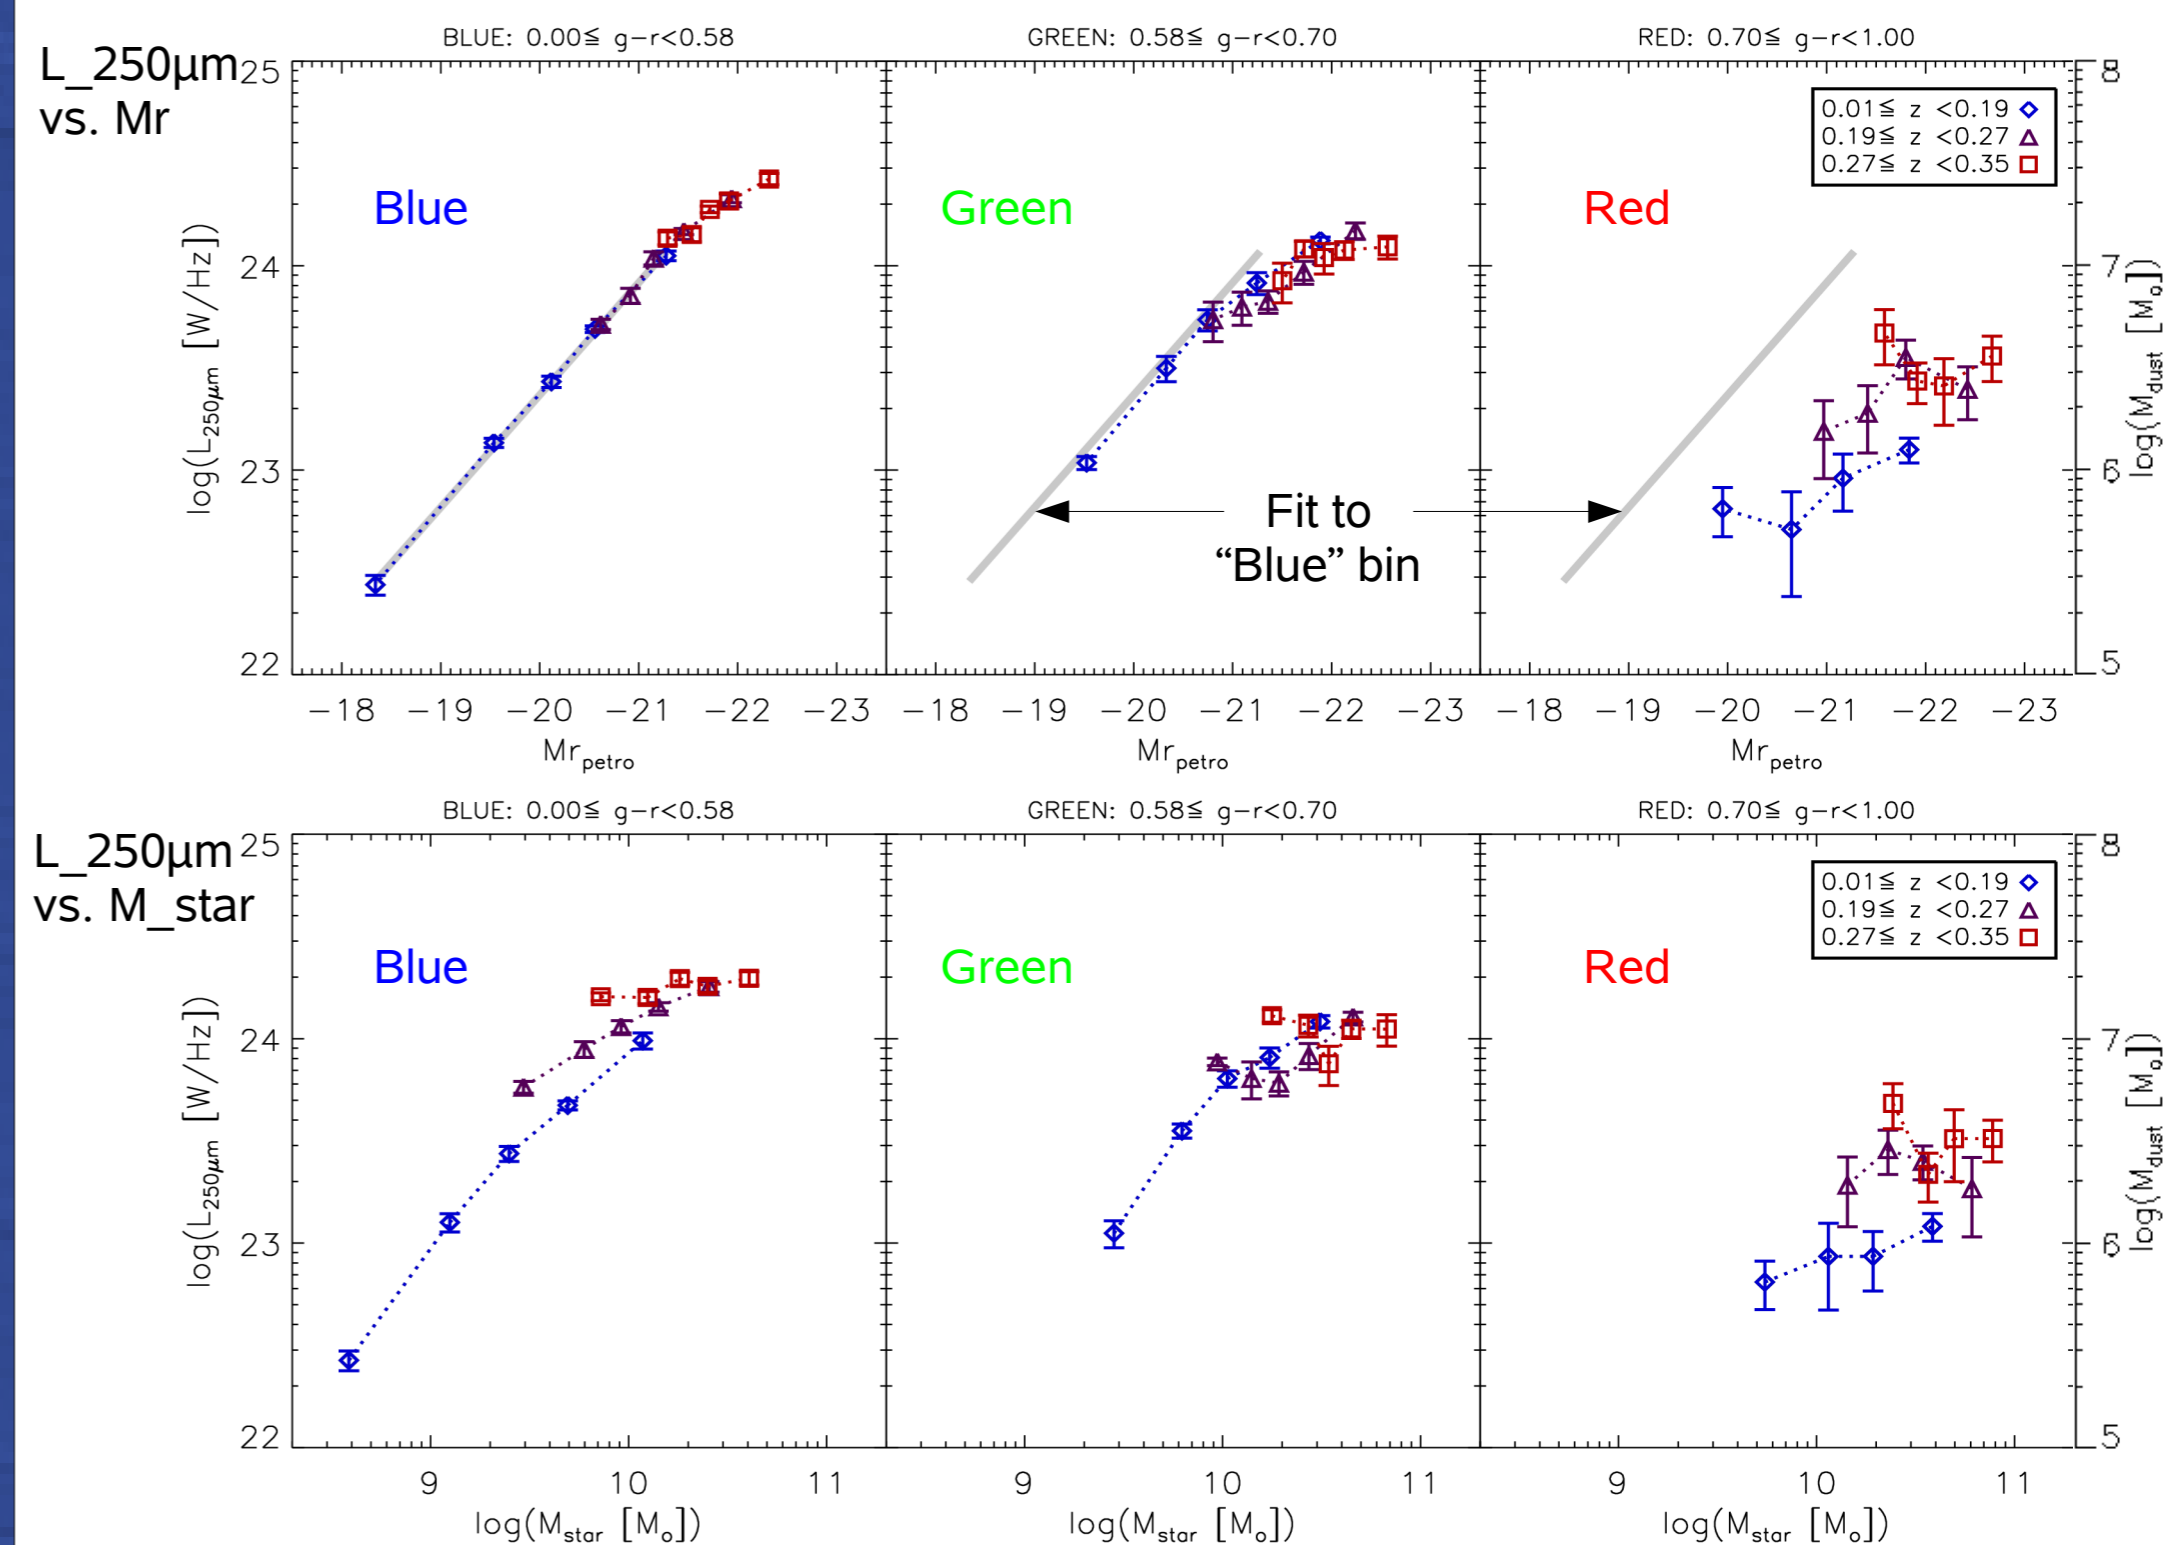 L_250μm
vs. Mr
BLUE: 0.00≦ g−r<0.58
GREEN: 0.58≦ g−r<0.70
RED: 0.70≦ g−r<1.00
25
24
23
22
log(L250μm [W/Hz])
Blue
Green
Red
0.01≦ z <0.19
0.19≦ z <0.27
0.27≦ z <0.35
Fit to
“Blue” bin
8
7
6
5
log(Mdust [Mo])
−18 −19 −20 −21 −22 −23
−18 −19 −20 −21 −22 −23
−18 −19 −20 −21 −22 −23
Mrpetro
Mrpetro
Mrpetro
L_250μm
vs. M_star
BLUE: 0.00≦ g−r<0.58
GREEN: 0.58≦ g−r<0.70
RED: 0.70≦ g−r<1.00
25
24
23
22
log(L250μm [W/Hz])
Blue
Green
Red
0.01≦ z <0.19
0.19≦ z <0.27
0.27≦ z <0.35
8
7
6
5
log(Mdust [Mo])
9 10 11
9 10 11
9 10 11
log(Mstar [Mo])
log(Mstar [Mo])
log(Mstar [Mo])